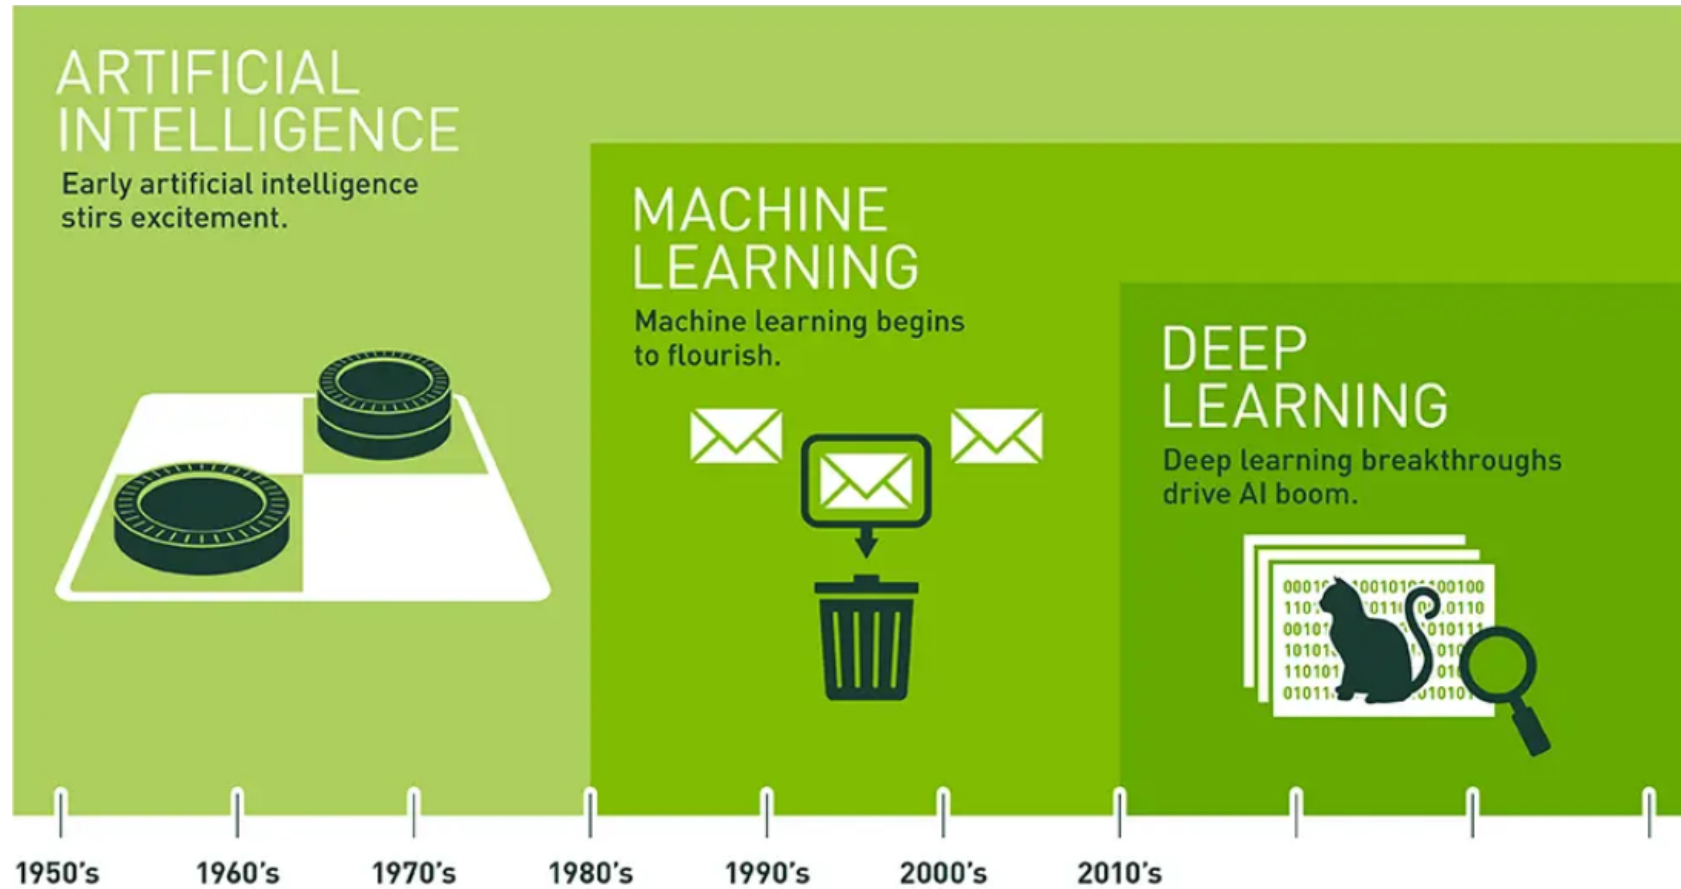 ARTIFICIAL
INTELLIGENCE
Early artificial intelligence
stirs excitement.
MACHINE
LEARNING
Machine learning begins
to flourish.
DEEP
LEARNING
Deep learning breakthroughs
drive AI boom.
1950's 1960's 1970's 1980's 1990's 2000's 2010's